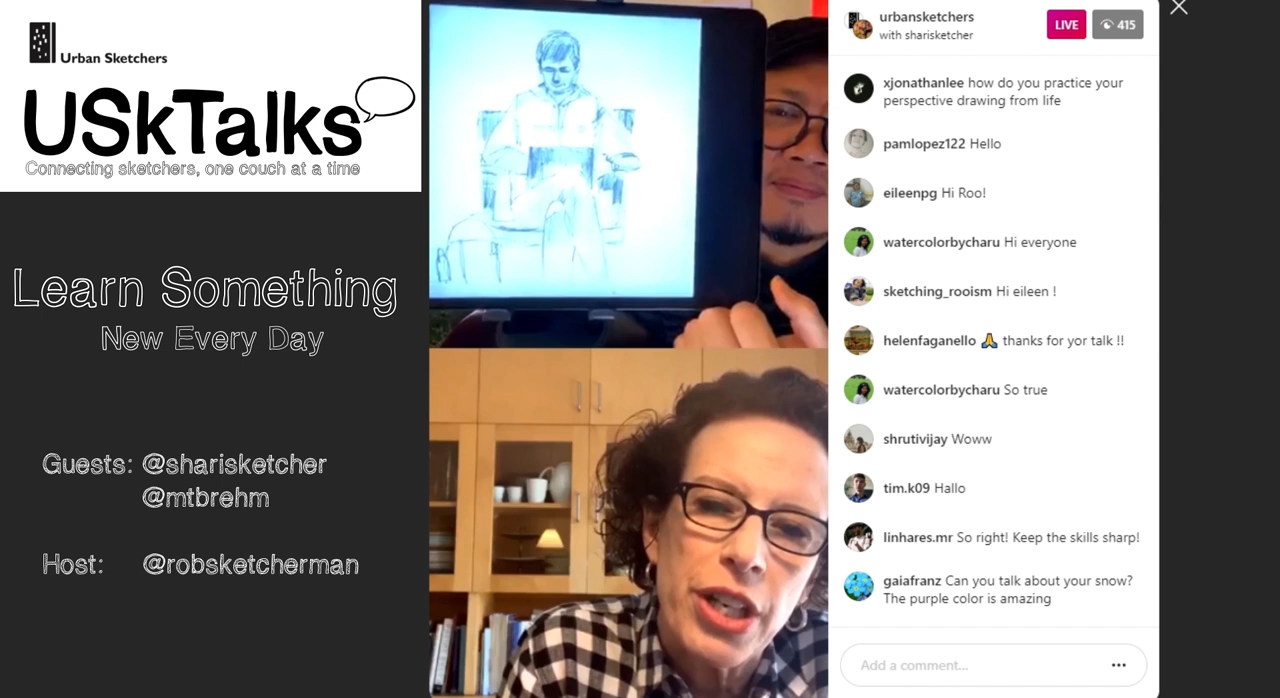 Urban Sketchers
USkTalks
Connecting sketchers, one couch at a time
Learn Something
New Every Day
Guests: @sharisketcher
@mtbrehm
Host: @robsketcherman
urbansketchers
with sharisketcher
LIVE
415
xjonathanlee how do you practice your
perspective drawing from life
pamlopez122 Hello
eileenpg Hi Roo!
watercolorbycharu Hi everyone
sketching_rooism Hi eileen !
helenfaganello 🙏 thanks for yor talk !!
watercolorbycharu So true
shrutivijay Woww
tim.k09 Hallo
linhares.mr So right! Keep the skills sharp!
gaiafranz Can you talk about your snow?
The purple color is amazing
Add a comment...